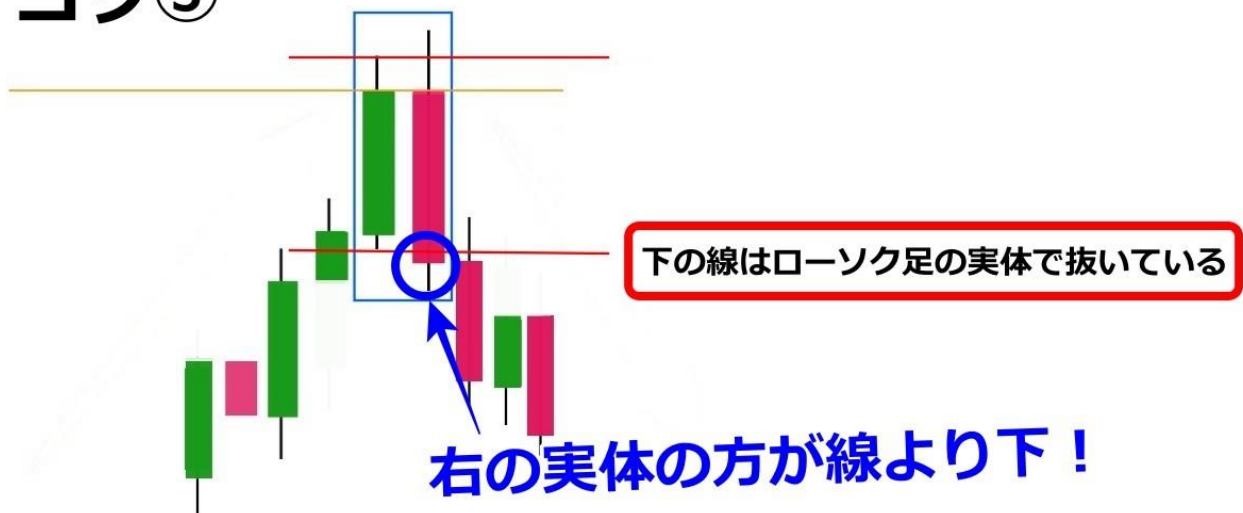 コツ③
下の線はローソク足の実体で抜いている
右の実体の方が線より下！